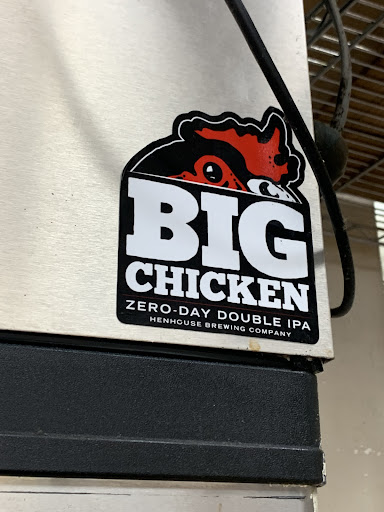 BIG
CHICKEN
ZERO-DAY DOUBLE IPA
HENHOUSE BREWING COMPANY